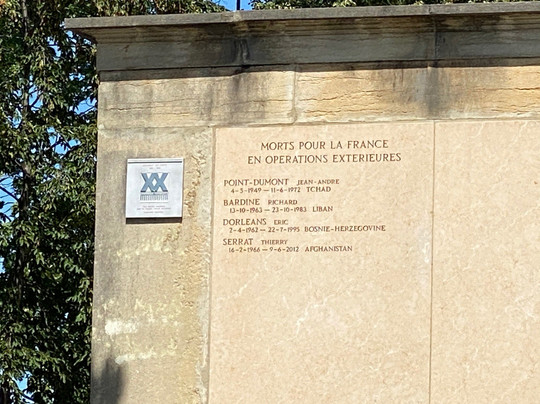 XX
MORTS POUR LA FRANCE
EN OPERATIONS EXTERIEURES
POINT-DUMONT JEAN-ANDRE
4-5-1949 — 11-6-1972 TCHAD
BARDINE RICHARD
13-10-1963 — 23-10-1983 LIBAN
DORLEANS ERIC
2-4-1962 — 22-7-1995 BOSNIE-HERZEGOVINE
SERRAT THIERRY
16-2-1966 — 9-6-2012 AFGHANISTAN